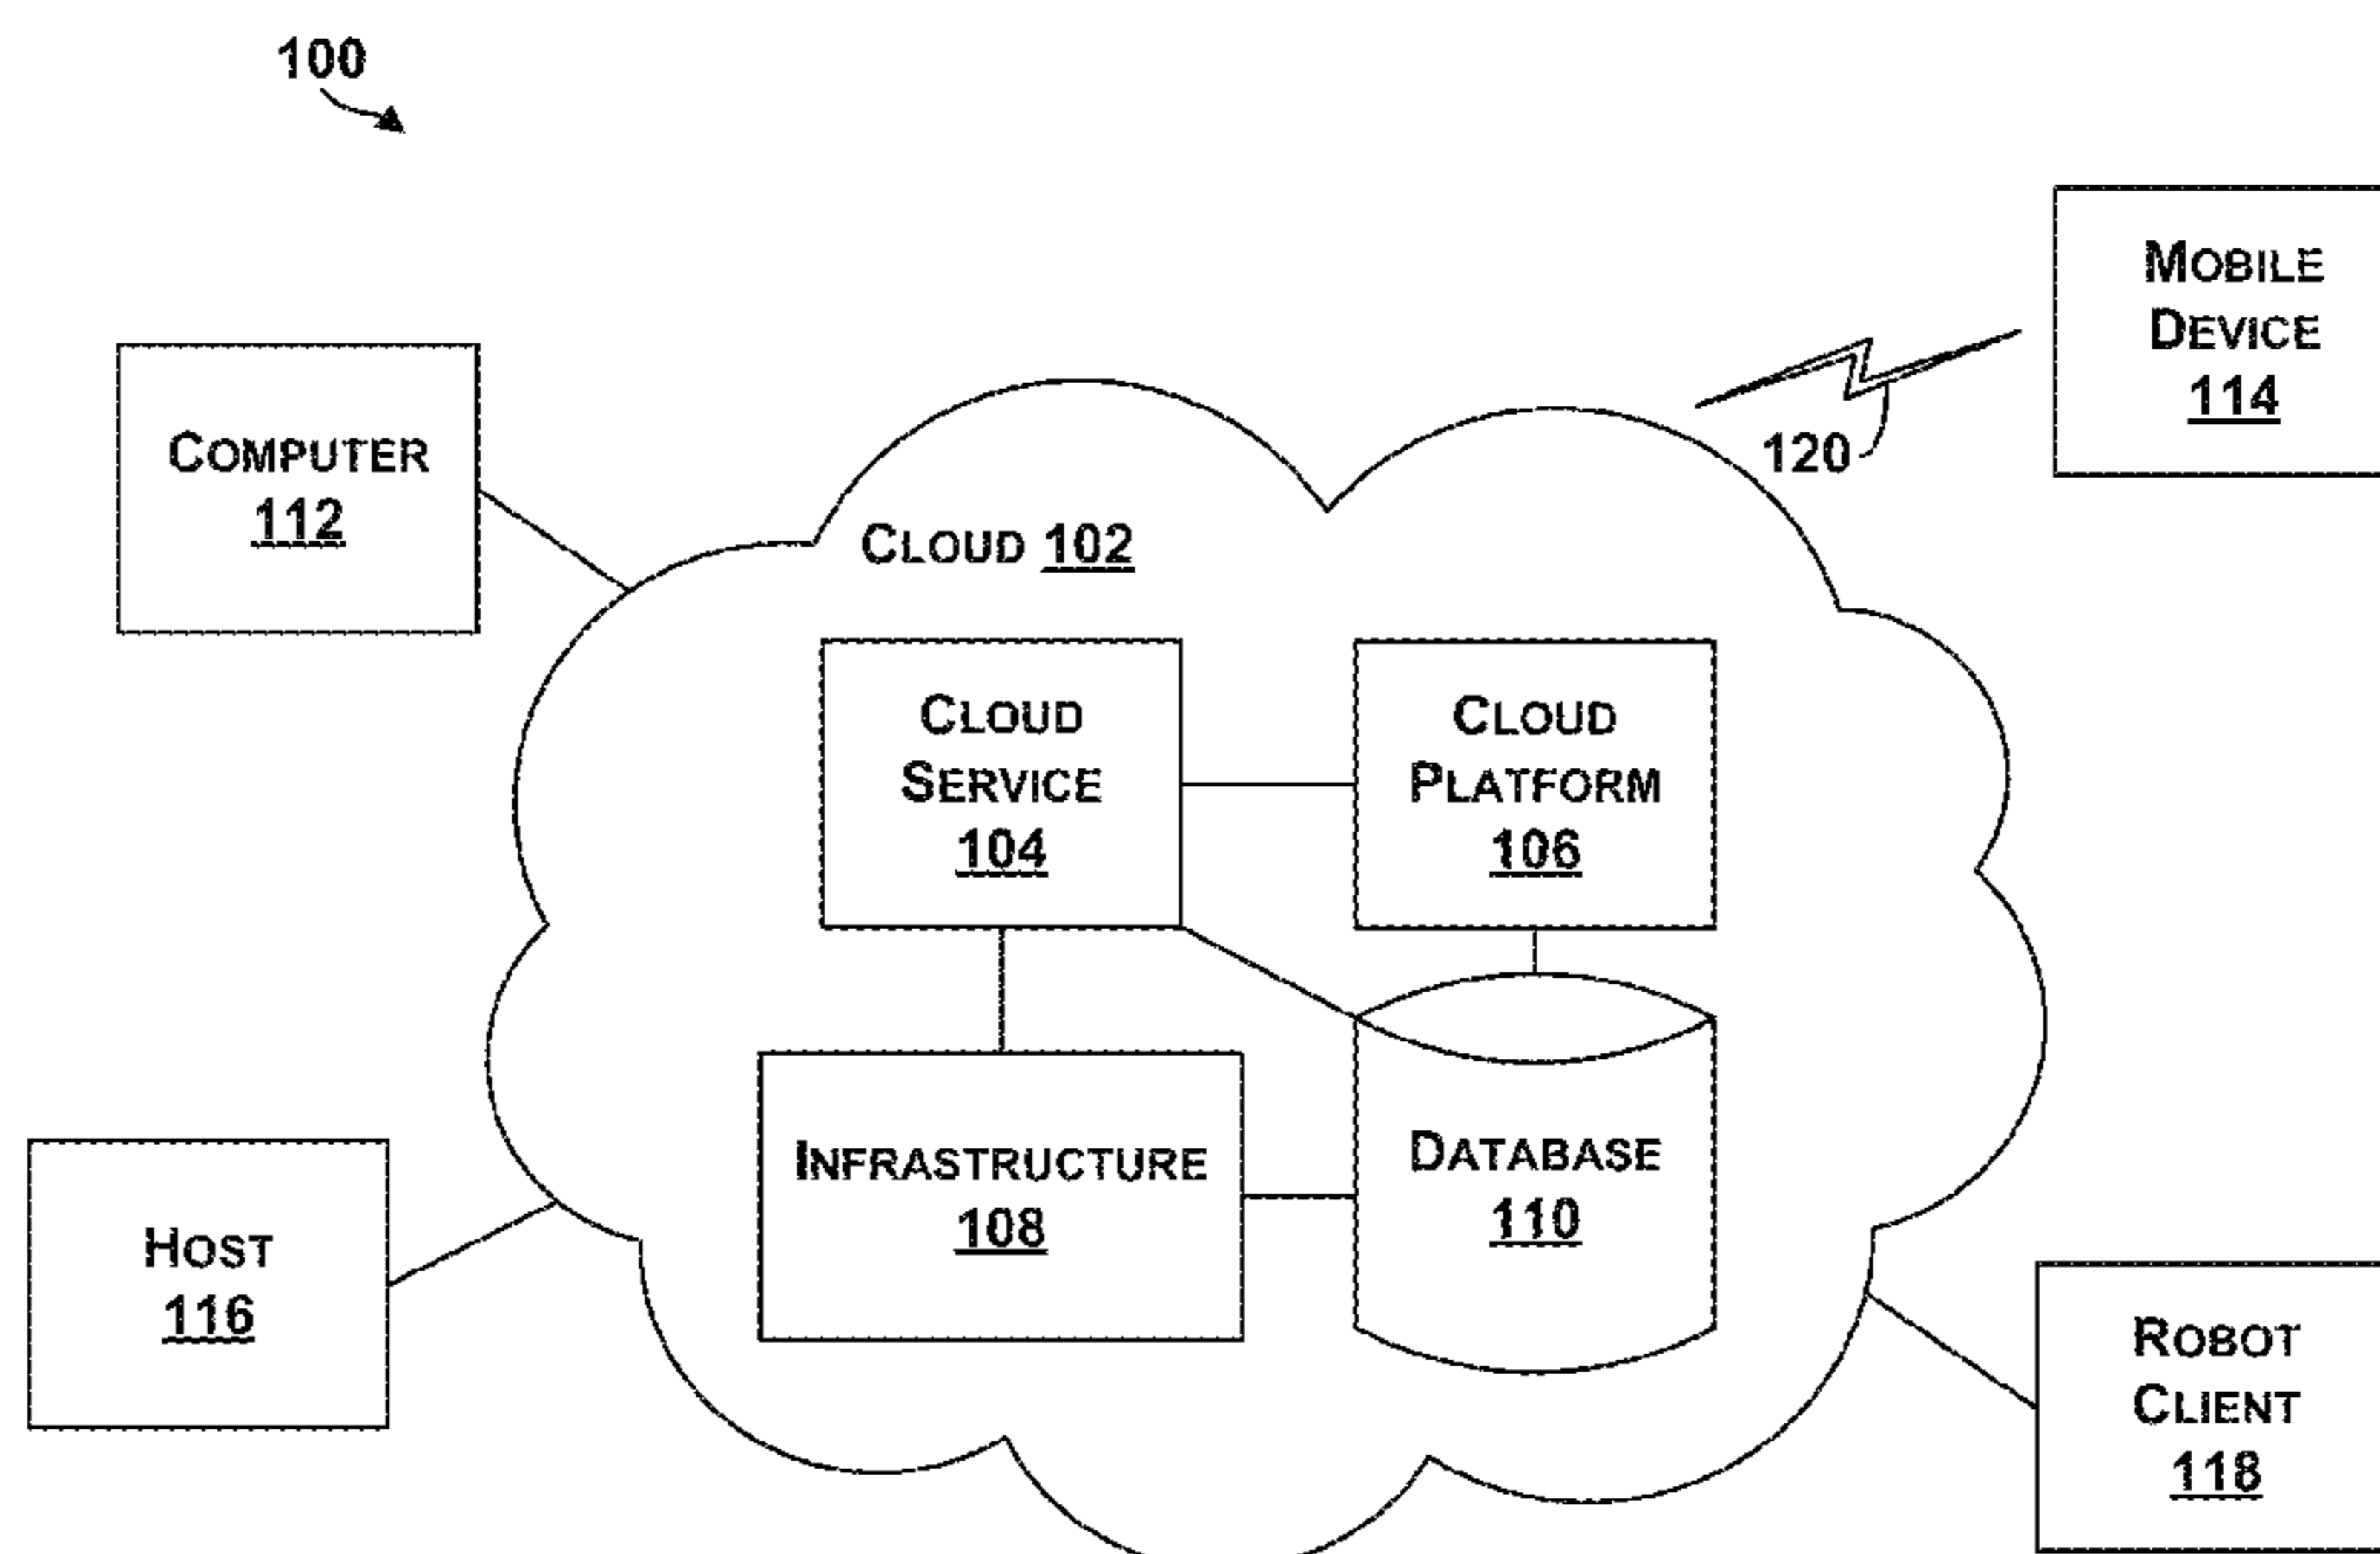 100
MOBILE
DEVICE
114
120
COMPUTER
112
CLOUD 102
CLOUD
SERVICE
104
CLOUD
PLATFORM
106
INFRASTRUCTURE
108
DATABASE
110
HOST
116
ROBOT
CLIENT
118